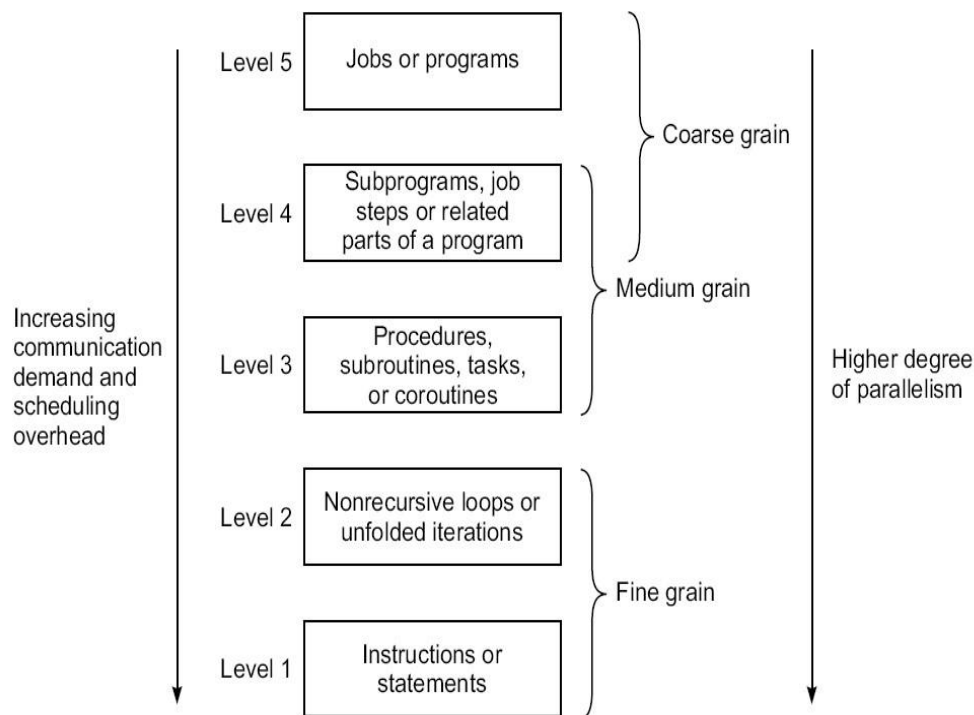 Level 5
Jobs or programs
Coarse grain
Level 4
Subprograms, job
steps or related
parts of a program
Medium grain
Increasing
communication
demand and
scheduling
overhead
Level 3
Procedures,
subroutines, tasks,
or coroutines
Higher degree
of parallelism
Level 2
Nonrecursive loops or
unfolded iterations
Fine grain
Level 1
Instructions or
statements